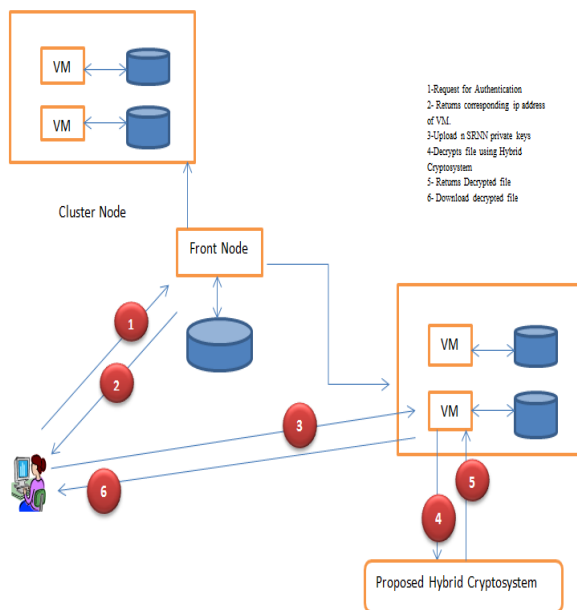 VM
VM
1-Request for Authentication
2- Returns corresponding ip address
of VM.
3-Upload n SRNN private keys
4-Decrypts file using Hybrid
Cryptosystem
5- Returns Decrypted file
6- Download decrypted file
Cluster Node
Front Node
1
2
VM
VM
3
6
5
4
Proposed Hybrid Cryptosystem